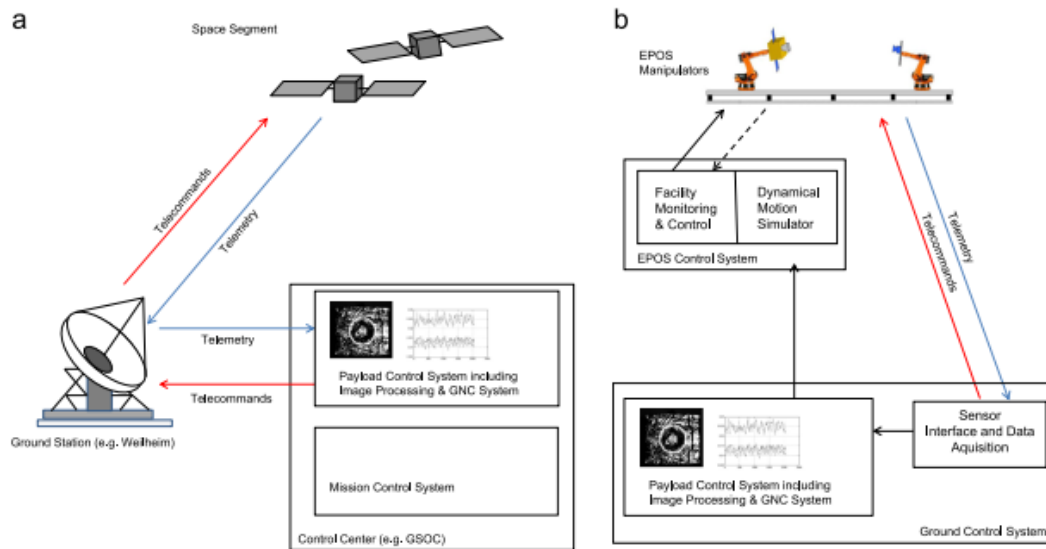 a
Space Segment
Telecommands
Telemetry
Telemetry
Telecommands
Ground Station (e.g. Weilheim)
Payload Control System including
Image Processing & GNC System
Mission Control System
Control Center (e.g. GSOC)
b
EPOS
Manipulators
Facility
Monitoring
& Control
Dynamical
Motion
Simulator
EPOS Control System
Telemetry
Telecommands
Sensor
Interface and Data
Aquisition
Payload Control System including
Image Processing & GNC System
Ground Control System